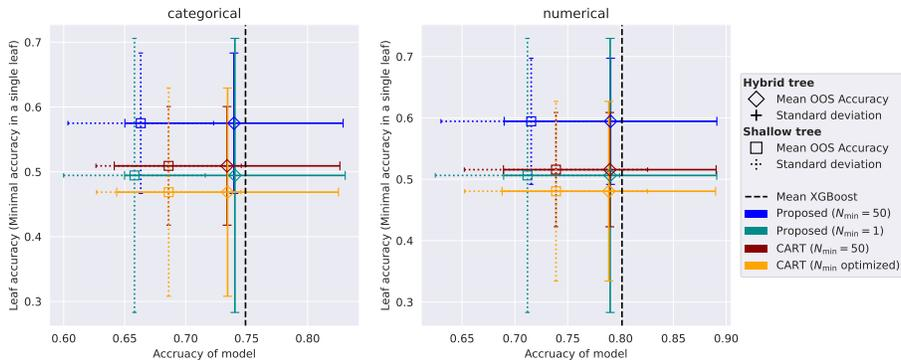 categorical
Leaf accuracy (Minimal accuracy in a single leaf)
0.7
0.6
0.5
0.4
0.3
0.60 0.65 0.70 0.75 0.80
Accruacy of model
numerical
Leaf accuracy (Minimal accuracy in a single leaf)
0.7
0.6
0.5
0.4
0.3
0.65 0.70 0.75 0.80 0.85 0.90
Accruacy of model
Hybrid tree
Mean OOS Accuracy
Standard deviation
Shallow tree
Mean OOS Accuracy
Standard deviation
Mean XGBoost
Proposed (Nmin = 50)
Proposed (Nmin = 1)
CART (Nmin = 50)
CART (Nmin optimized)